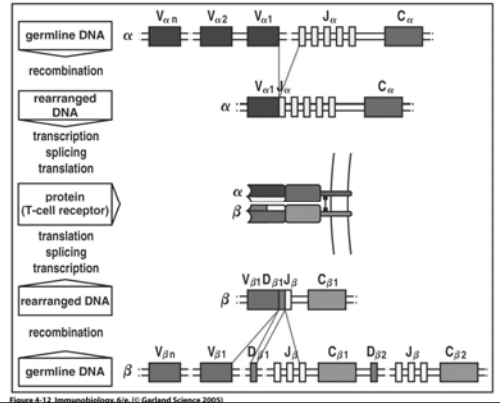 Vαn Vα2 Vα1 Jα Cα
germline DNA α
recombination
Vα1 Jα Cα
rearranged
DNA
α
transcription
splicing
translation
protein
(T-cell receptor)
α
β
translation
splicing
transcription
Vβ1 Dβ1 Jβ Cβ1
rearranged DNA β
recombination
Vβn Vβ1 Dβ1 Jβ Cβ1 Dβ2 Jβ Cβ2
germline DNA β
Figure 4-12 Immunobiology, 6/e. (© Garland Science 2005)